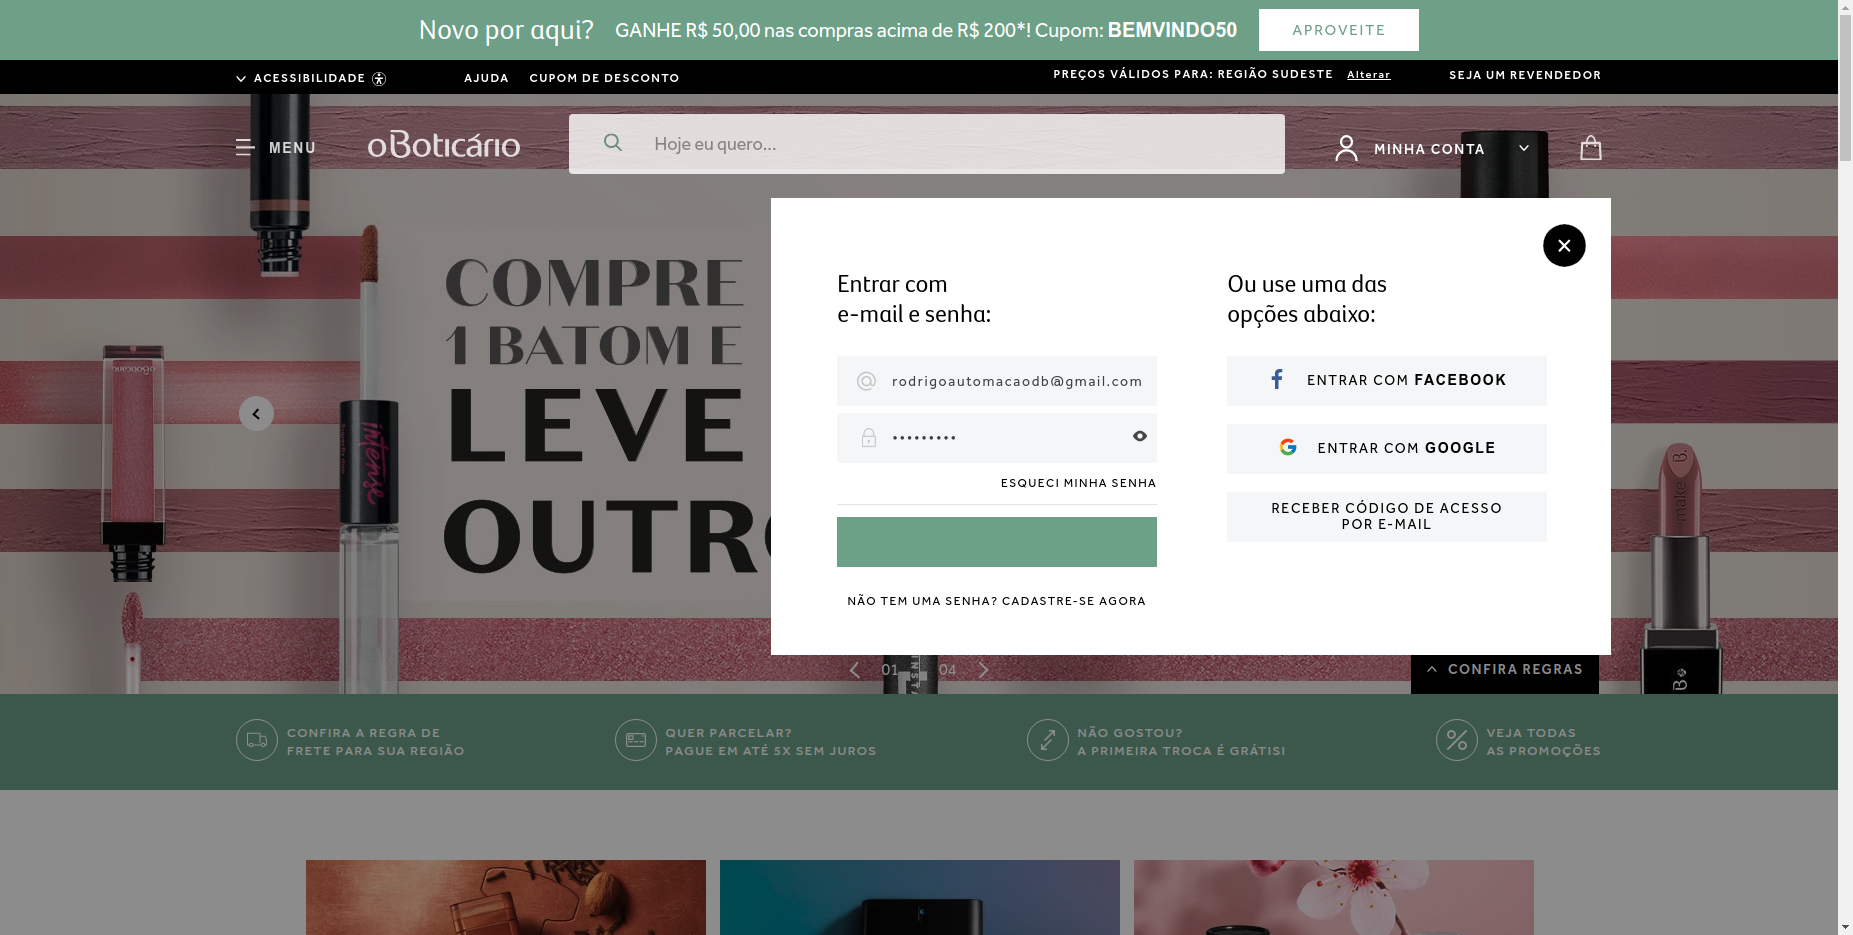 Novo por aqui? GANHE R$ 50,00 nas compras acima de R$ 200*! Cupom: BEMVINDO50 APROVEITE
ACESSIBILIDADE AJUDA CUPOM DE DESCONTO PREÇOS VÁLIDOS PARA: REGIÃO SUDESTE Alterar SEJA UM REVENDEDOR
MENU oBoticário Hoje eu quero... MINHA CONTA
COMPRE
1 BATOM E
LEVE
OUTRO
oBoticário
intense
make B.
B.
Entrar com
e-mail e senha:
rodrigoautomacaodb@gmail.com
•••••••••
ESQUECI MINHA SENHA
NÃO TEM UMA SENHA? CADASTRE-SE AGORA
Ou use uma das
opções abaixo:
ENTRAR COM FACEBOOK
ENTRAR COM GOOGLE
RECEBER CÓDIGO DE ACESSO
POR E-MAIL
01 04
CONFIRA REGRAS
CONFIRA A REGRA DE
FRETE PARA SUA REGIÃO
QUER PARCELAR?
PAGUE EM ATÉ 5X SEM JUROS
NÃO GOSTOU?
A PRIMEIRA TROCA É GRÁTIS!
VEJA TODAS
AS PROMOÇÕES